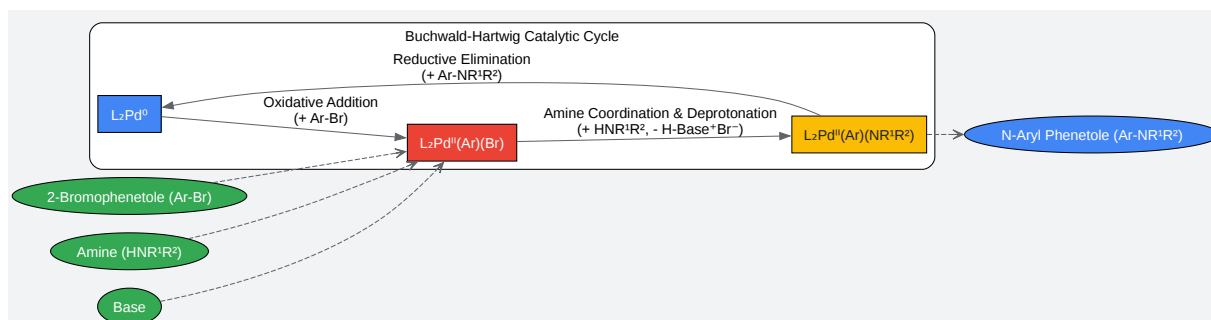 Buchwald-Hartwig Catalytic Cycle
Reductive Elimination
(+ Ar-NR¹R²)
Oxidative Addition
(+ Ar-Br)
Amine Coordination & Deprotonation
(+ HNR¹R², - H-Base⁺Br⁻)
L₂Pd⁰
L₂Pdᴵᴵ(Ar)(Br)
L₂Pdᴵᴵ(Ar)(NR¹R²)
N-Aryl Phenetole (Ar-NR¹R²)
2-Bromophenetole (Ar-Br)
Amine (HNR¹R²)
Base